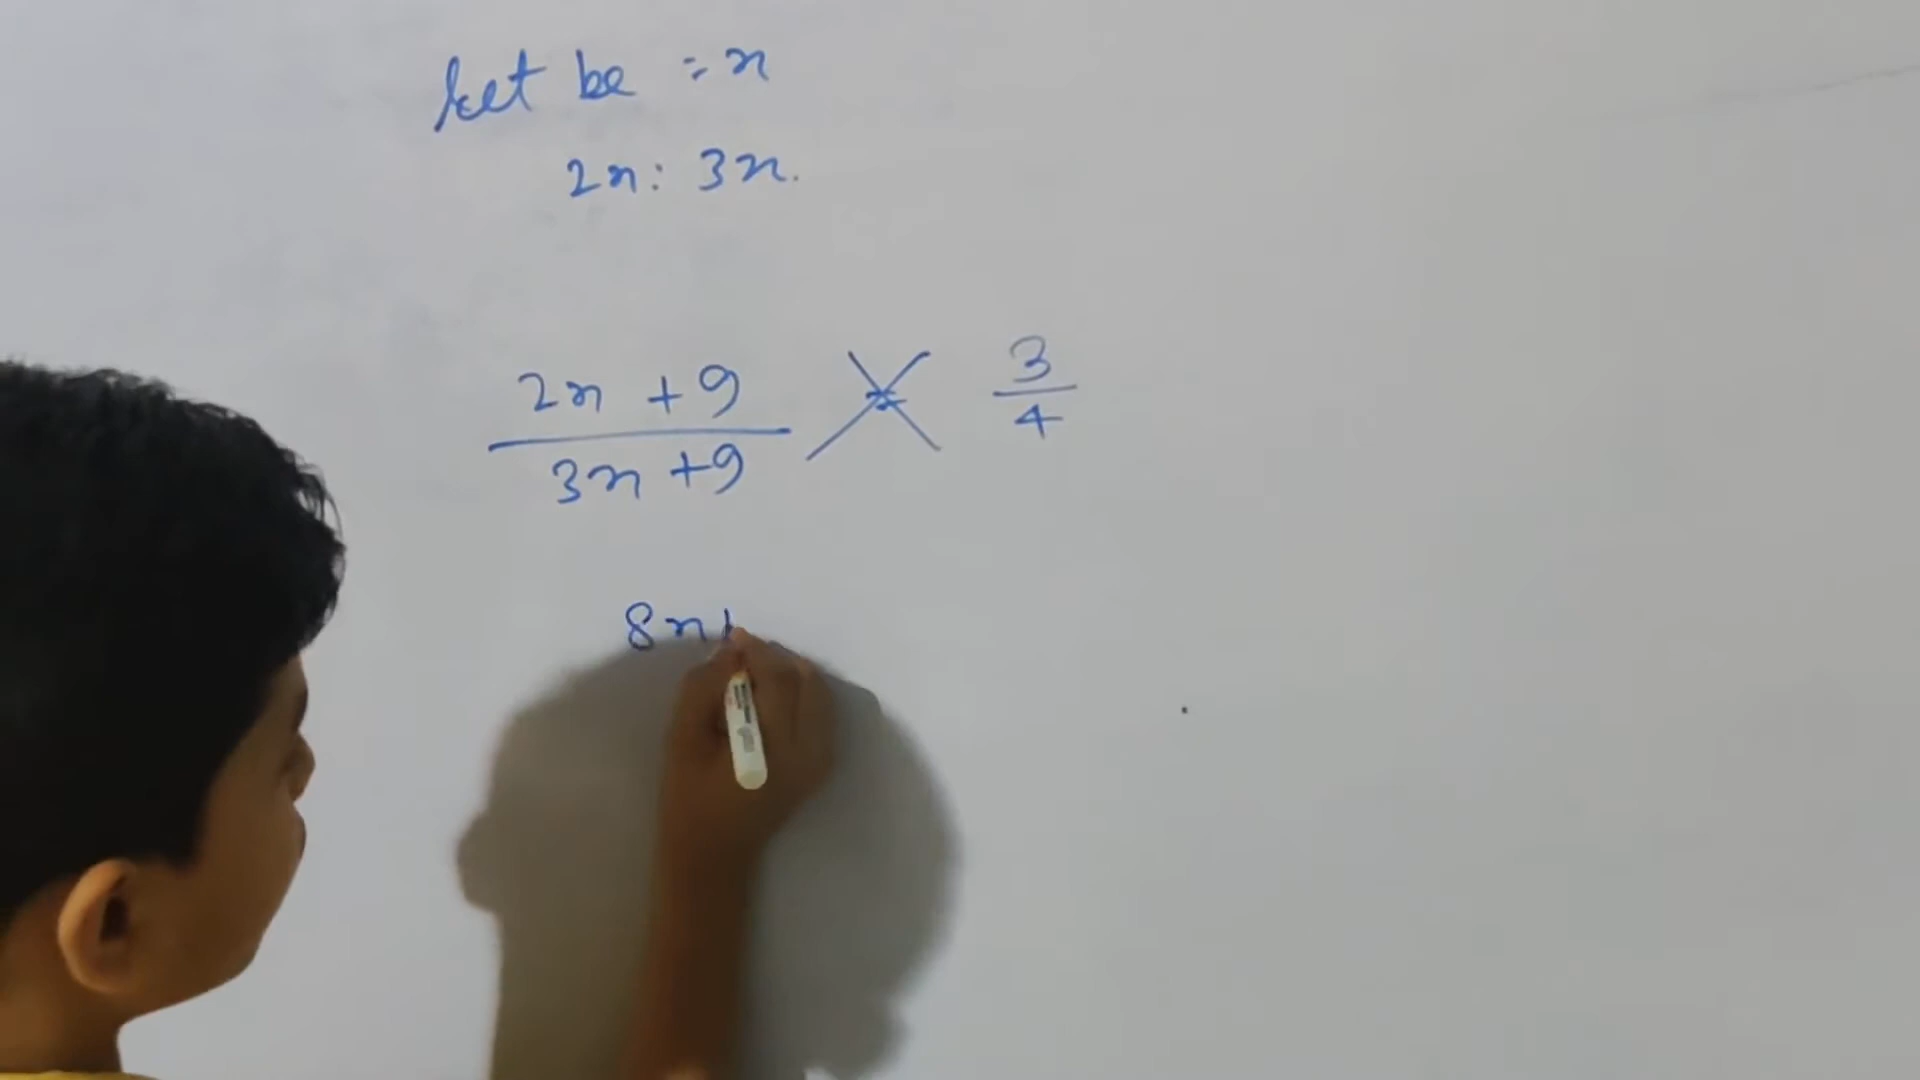 Let be = x
2x : 3x.
2x + 9 = 3
3x + 9 4
8x +